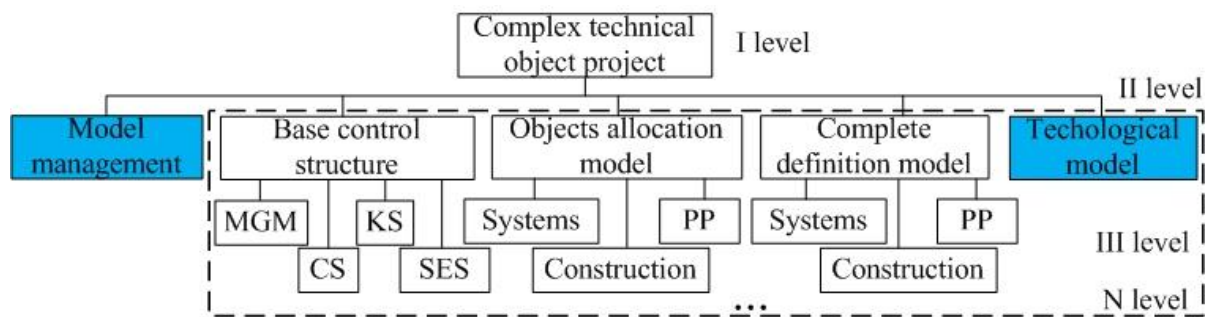 Complex technical
object project
I level
II level
Model
management
Base control
structure
Objects allocation
model
Complete
definition model
Techological
model
MGM
KS
Systems
PP
Systems
PP
CS
SES
Construction
Construction
III level
...
N level